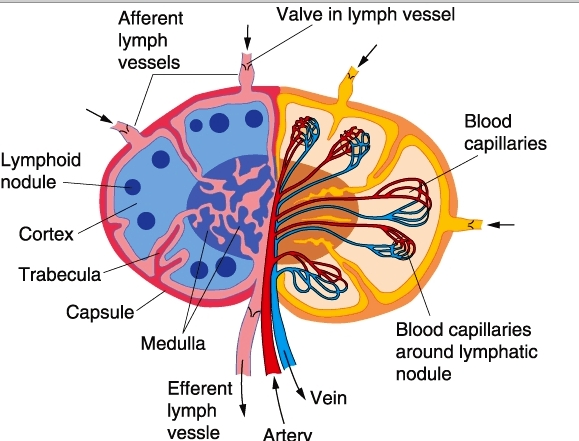 Afferent
lymph
vessels
Valve in lymph vessel
Blood
capillaries
Lymphoid
nodule
Cortex
Trabecula
Capsule
Medulla
Blood capillaries
around lymphatic
nodule
Efferent
lymph
vessle
Vein
Artery